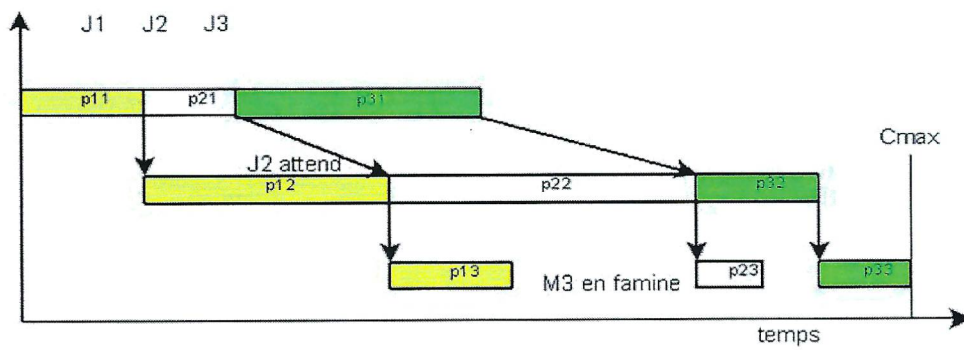 J1 J2 J3
p11 p21 p31
Cmax
J2 attend
p12 p22 p32
p13 M3 en famine p23 p33
temps